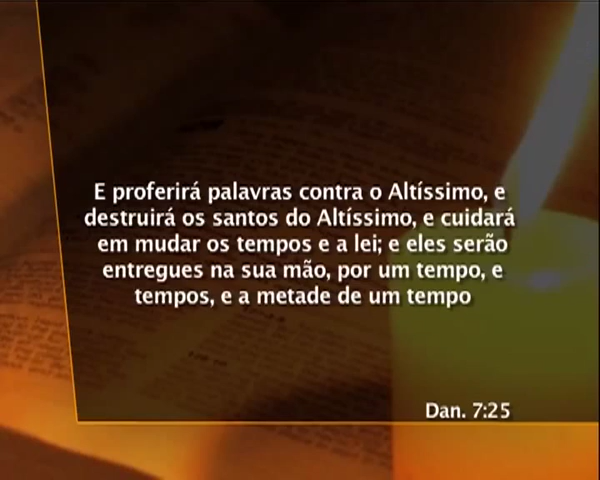 E proferirá palavras contra o Altíssimo, e
destruirá os santos do Altíssimo, e cuidará
em mudar os tempos e a lei; e eles serão
entregues na sua mão, por um tempo, e
tempos, e a metade de um tempo
Dan. 7:25